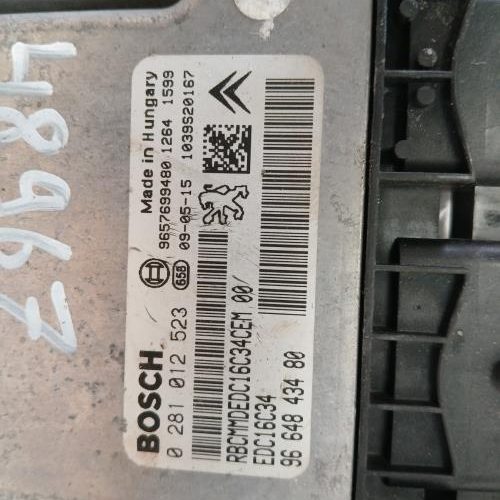 48967
BOSCH
0 281 012 523
658
Made in Hungary
9657699480 1264 1599
09-05-15 1039S20167
RBCMMDEDC16C34CEM 00/
EDC16C34
96 648 434 80